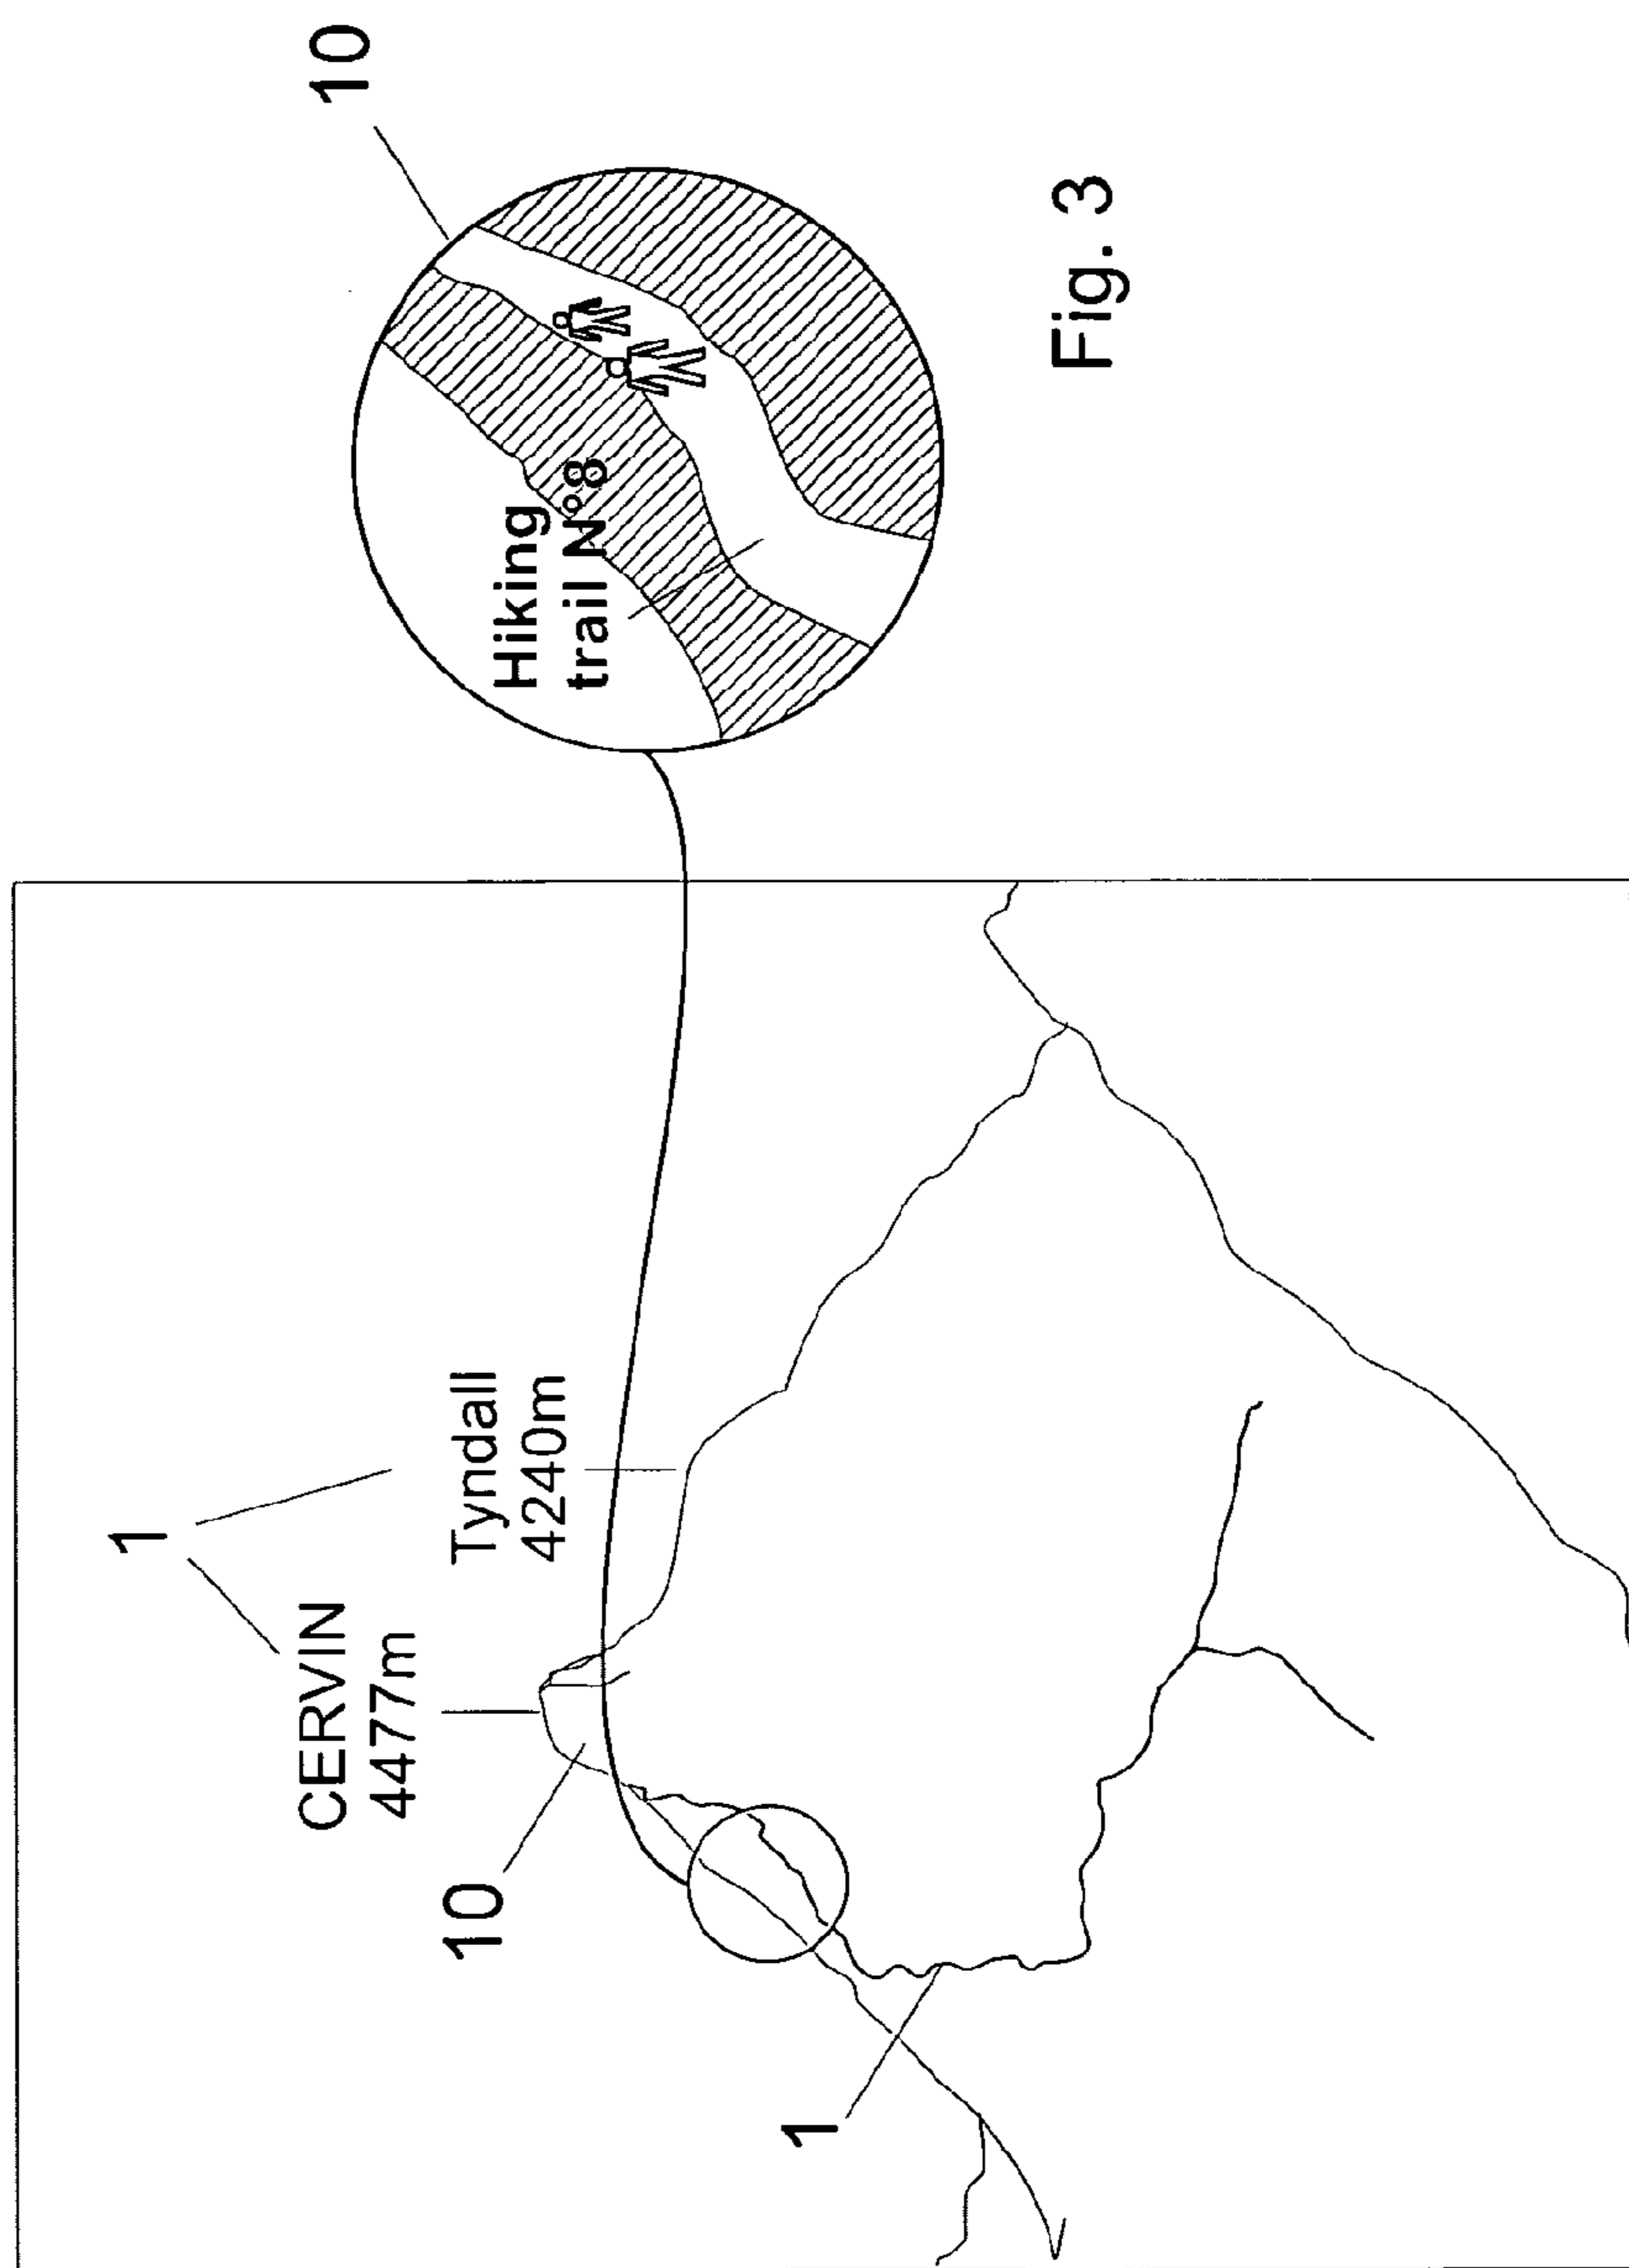 1
CERVIN
4477m
Tyndall
4240m
10
1
10
Hiking
trail N°8
Fig. 3